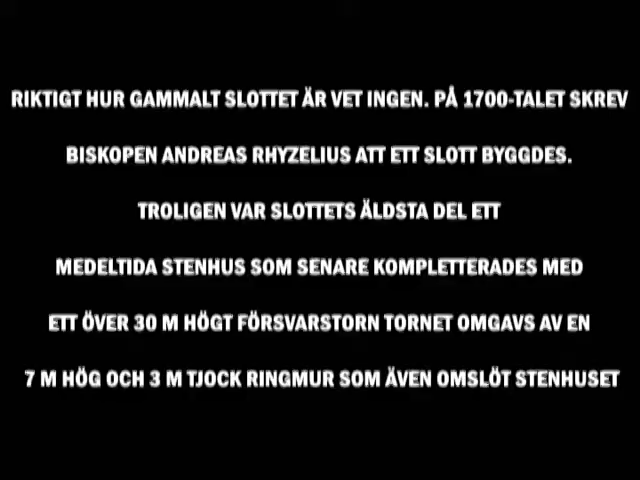 RIKTIGT HUR GAMMALT SLOTTET ÄR VET INGEN. PÅ 1700-TALET SKREV
BISKOPEN ANDREAS RHYZELIUS ATT ETT SLOTT BYGGDES.
TROLIGEN VAR SLOTTETS ÄLDSTA DEL ETT
MEDELTIDA STENHUS SOM SENARE KOMPLETTERADES MED
ETT ÖVER 30 M HÖGT FÖRSVARSTORN TORNET OMGAVS AV EN
7 M HÖG OCH 3 M TJOCK RINGMUR SOM ÄVEN OMSLÖT STENHUSET